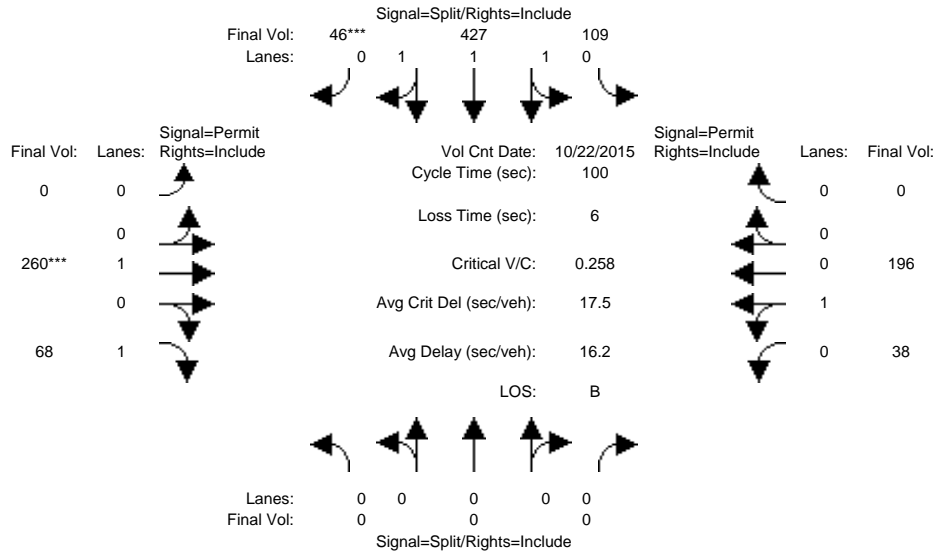 Signal=Split/Rights=Include
Final Vol: 46*** 427 109
Lanes: 0 1 1 1 0
Signal=Permit Signal=Permit
Final Vol: Lanes: Rights=Include Vol Cnt Date: 10/22/2015 Rights=Include Lanes: Final Vol:
Cycle Time (sec): 100
0 0 0 0
Loss Time (sec): 6
0 0
260*** 1 Critical V/C: 0.258 0 196
0 Avg Crit Del (sec/veh): 17.5 1
68 1 Avg Delay (sec/veh): 16.2 0 38
LOS: B
Lanes: 0 0 0 0 0
Final Vol: 0 0 0
Signal=Split/Rights=Include